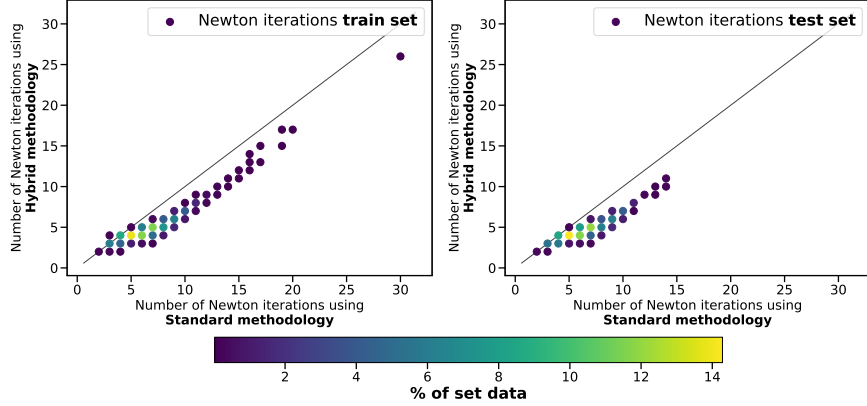 Newton iterations train set
30
25
20
15
10
5
0
Number of Newton iterations using
Hybrid methodology
0 5 10 15 20 25 30
Number of Newton iterations using
Standard methodology
Newton iterations test set
30
25
20
15
10
5
0
Number of Newton iterations using
Hybrid methodology
0 5 10 15 20 25 30
Number of Newton iterations using
Standard methodology
2 4 6 8 10 12 14
% of set data